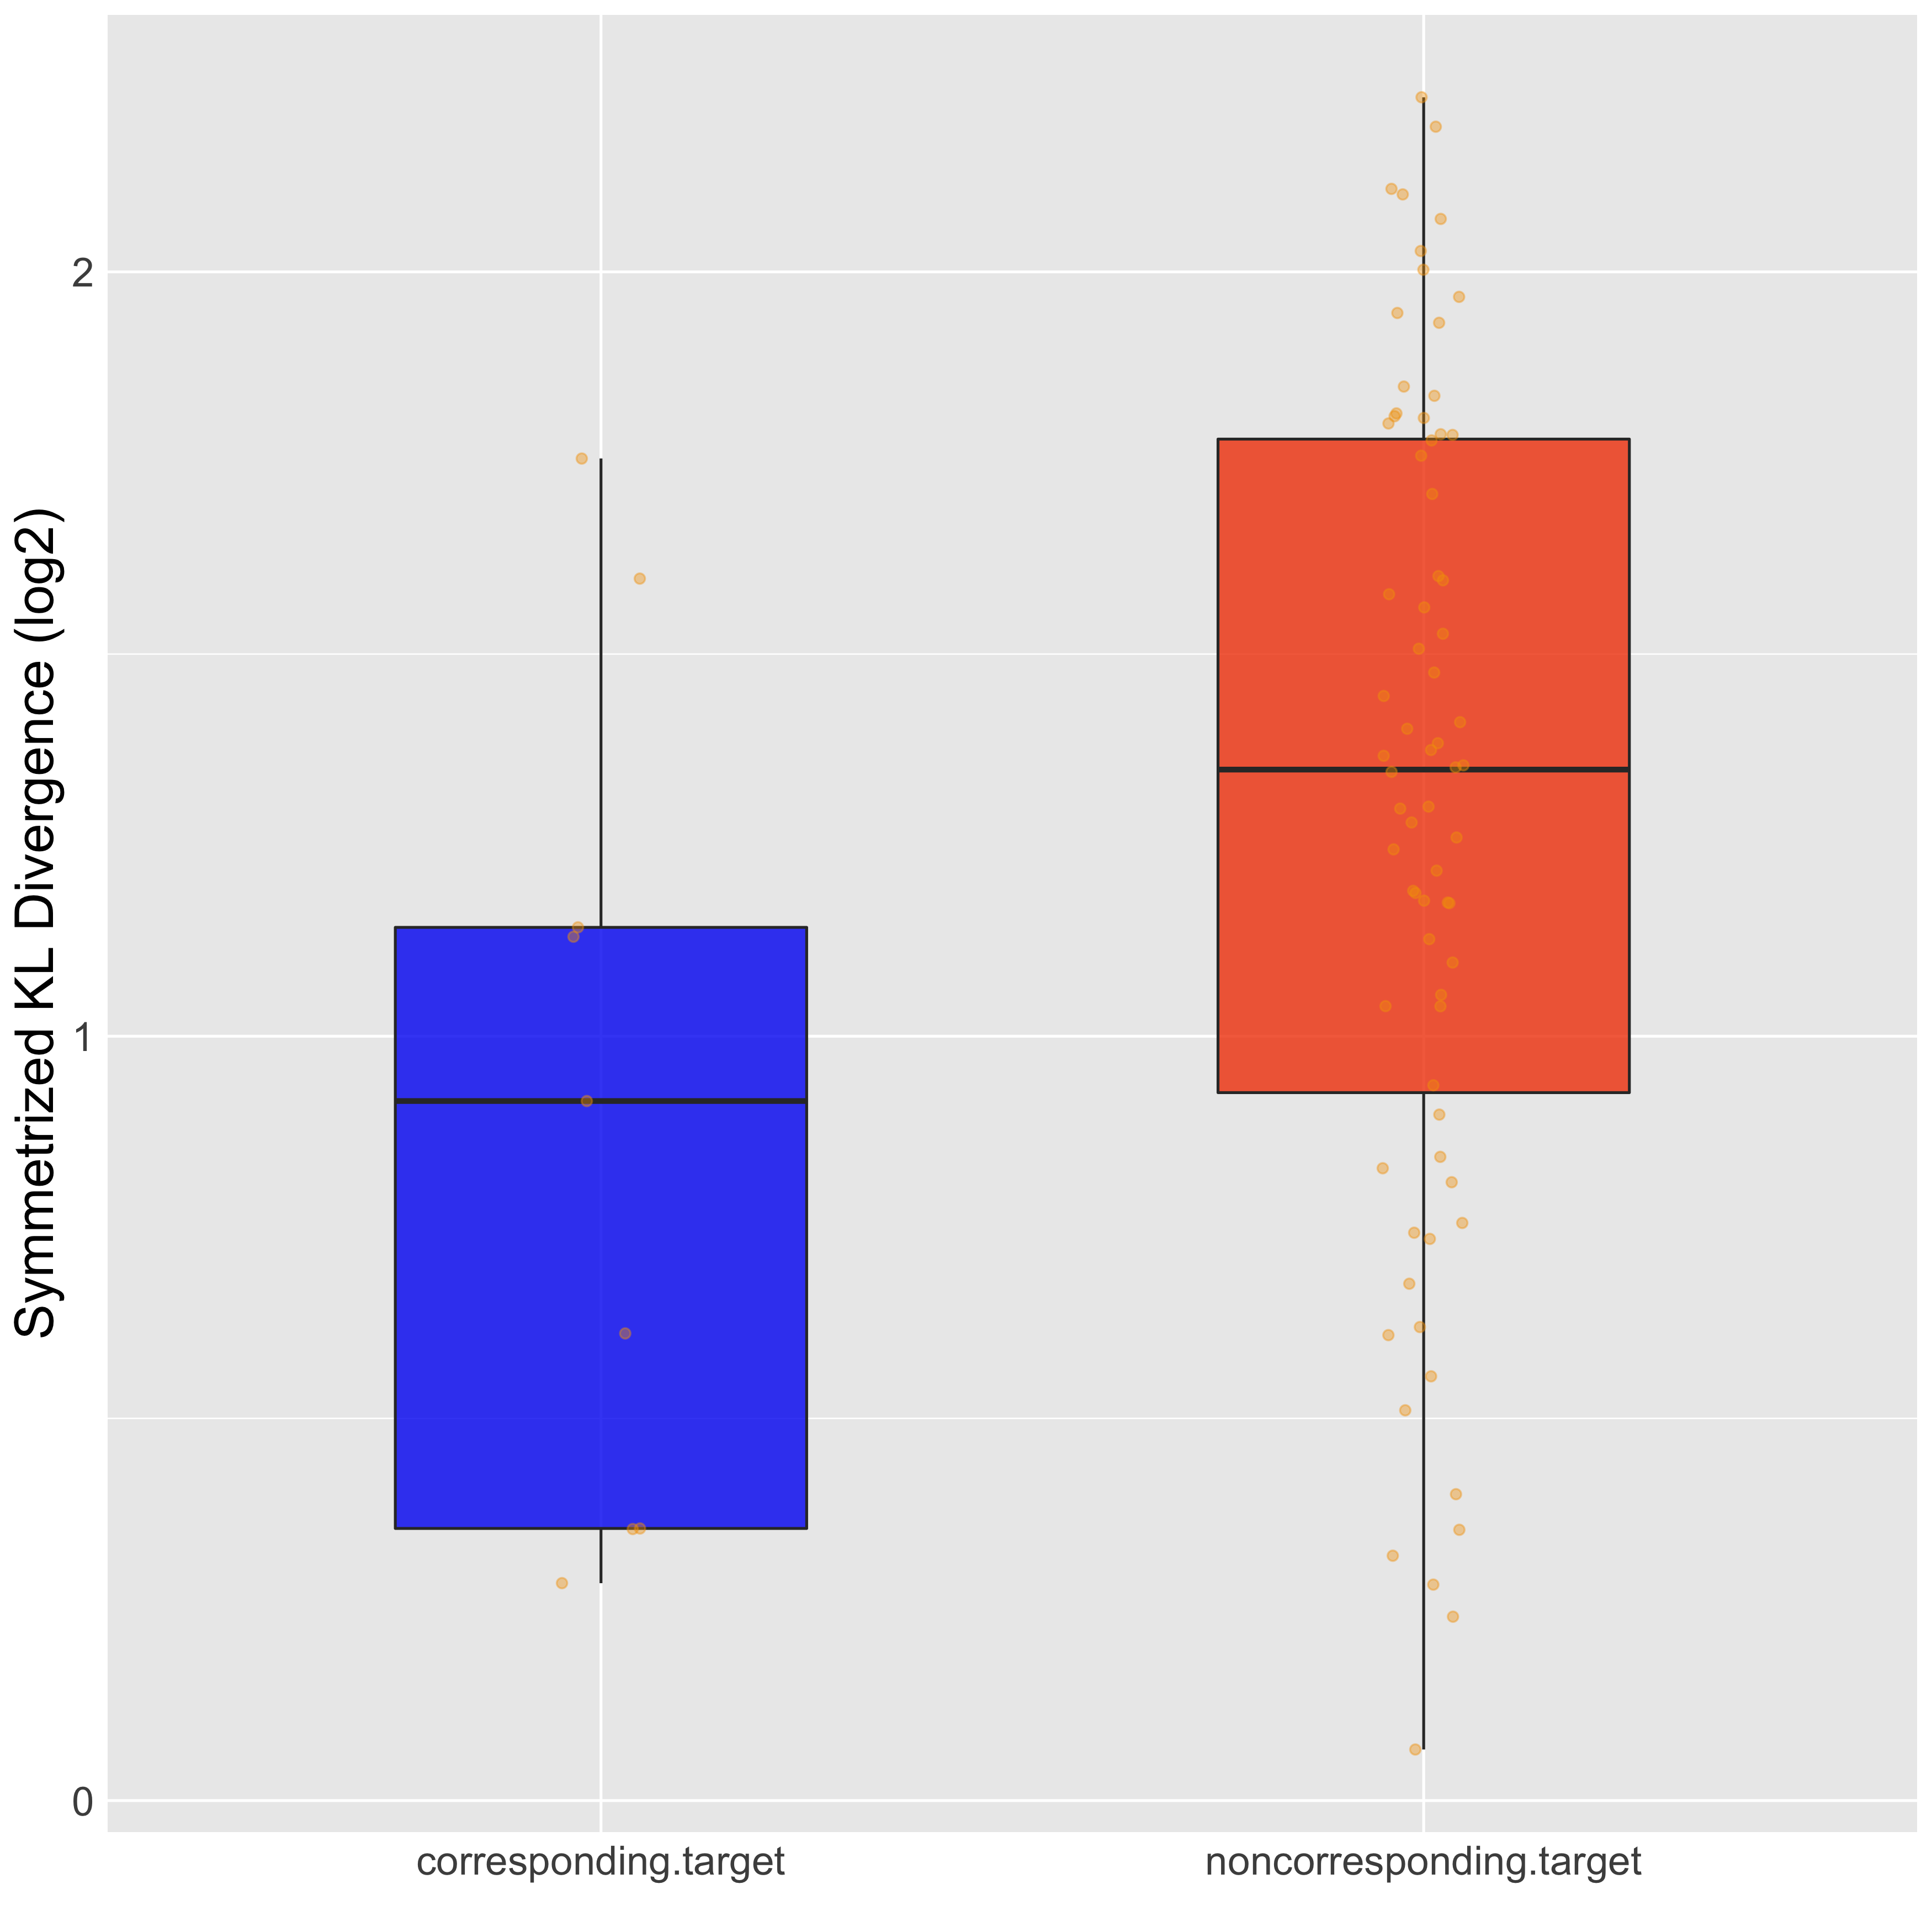 Symmetrized KL Divergence (log2)
2
1
0
corresponding.target
noncorresponding.target